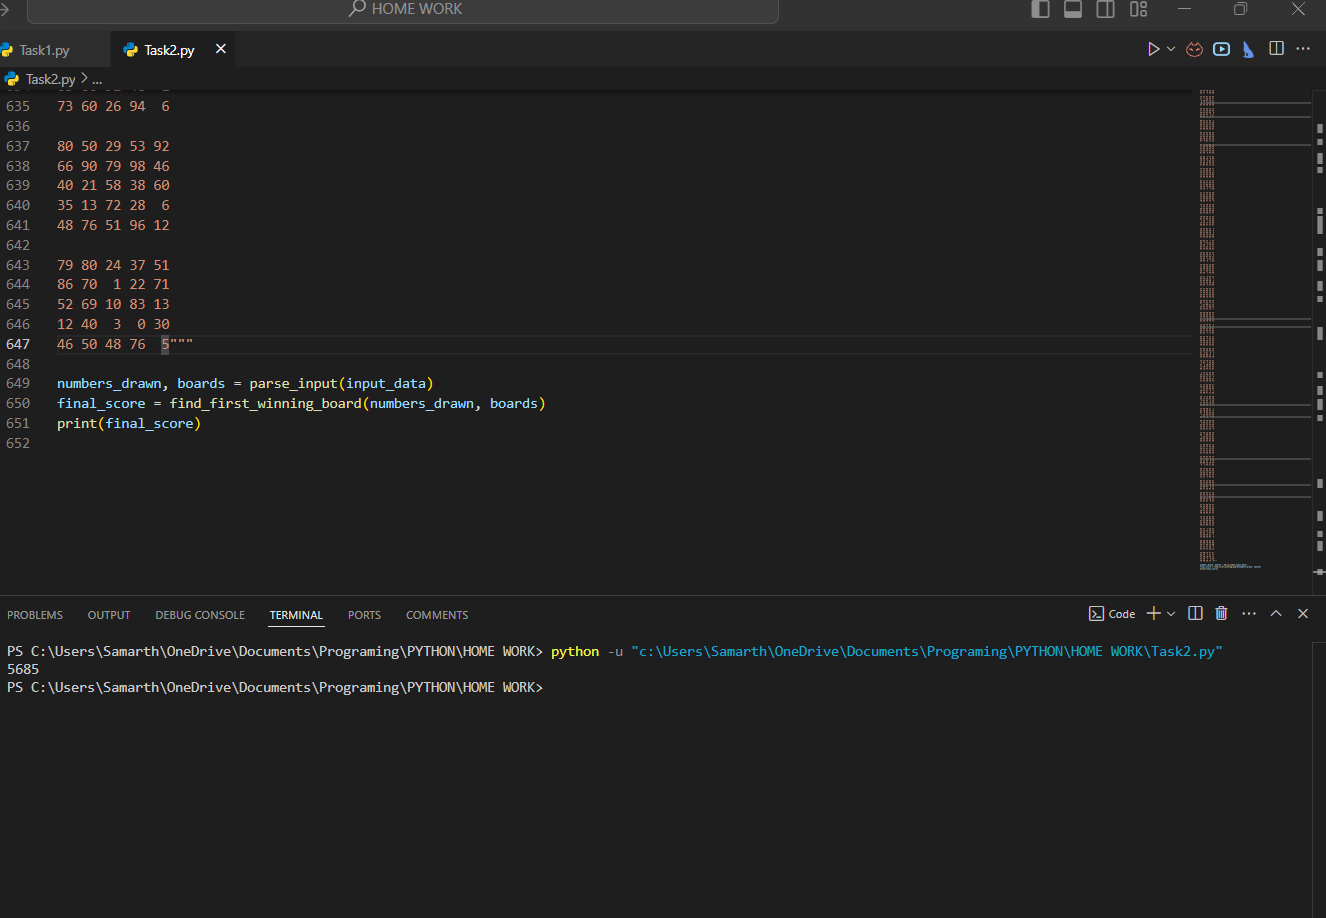 HOME WORK
Task1.py
Task2.py
Task2.py > ...
635 73 60 26 94  6
636
637 80 50 29 53 92
638 66 90 79 98 46
639 40 21 58 38 60
640 35 13 72 28  6
641 48 76 51 96 12
642
643 79 80 24 37 51
644 86 70  1 22 71
645 52 69 10 83 13
646 12 40  3  0 30
647 46 50 48 76  5"""
648
649 numbers_drawn, boards = parse_input(input_data)
650 final_score = find_first_winning_board(numbers_drawn, boards)
651 print(final_score)
652
PROBLEMS OUTPUT DEBUG CONSOLE TERMINAL PORTS COMMENTS Code
PS C:\Users\Samarth\OneDrive\Documents\Programing\PYTHON\HOME WORK> python -u "c:\Users\Samarth\OneDrive\Documents\Programing\PYTHON\HOME WORK\Task2.py"
5685
PS C:\Users\Samarth\OneDrive\Documents\Programing\PYTHON\HOME WORK>